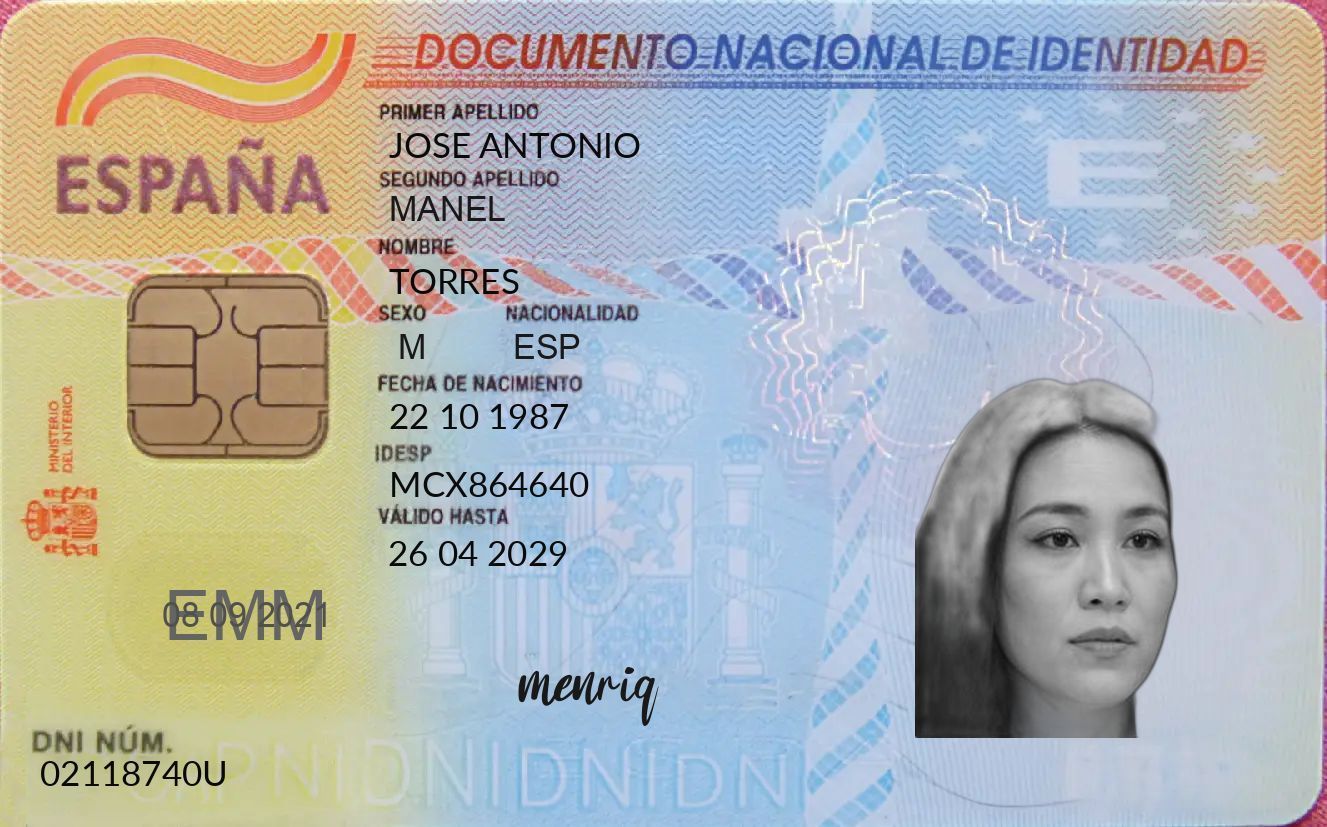 DOCUMENTO NACIONAL DE IDENTIDAD
ESPAÑA
PRIMER APELLIDO
JOSE ANTONIO
SEGUNDO APELLIDO
MANEL
NOMBRE
TORRES
SEXO NACIONALIDAD
M ESP
FECHA DE NACIMIENTO
22 10 1987
IDESP
MCX864640
VÁLIDO HASTA
26 04 2029
MINISTERIO
DEL INTERIOR
E
EMM
08 09 2021
menriq
DNI NÚM.
02118740U
DNIDNIDNIDNI